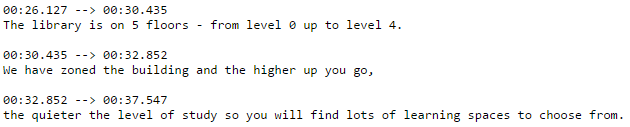 00:26.127 --> 00:30.435
The library is on 5 floors - from level 0 up to level 4.
00:30.435 --> 00:32.852
We have zoned the building and the higher up you go,
00:32.852 --> 00:37.547
the quieter the level of study so you will find lots of learning spaces to choose from.